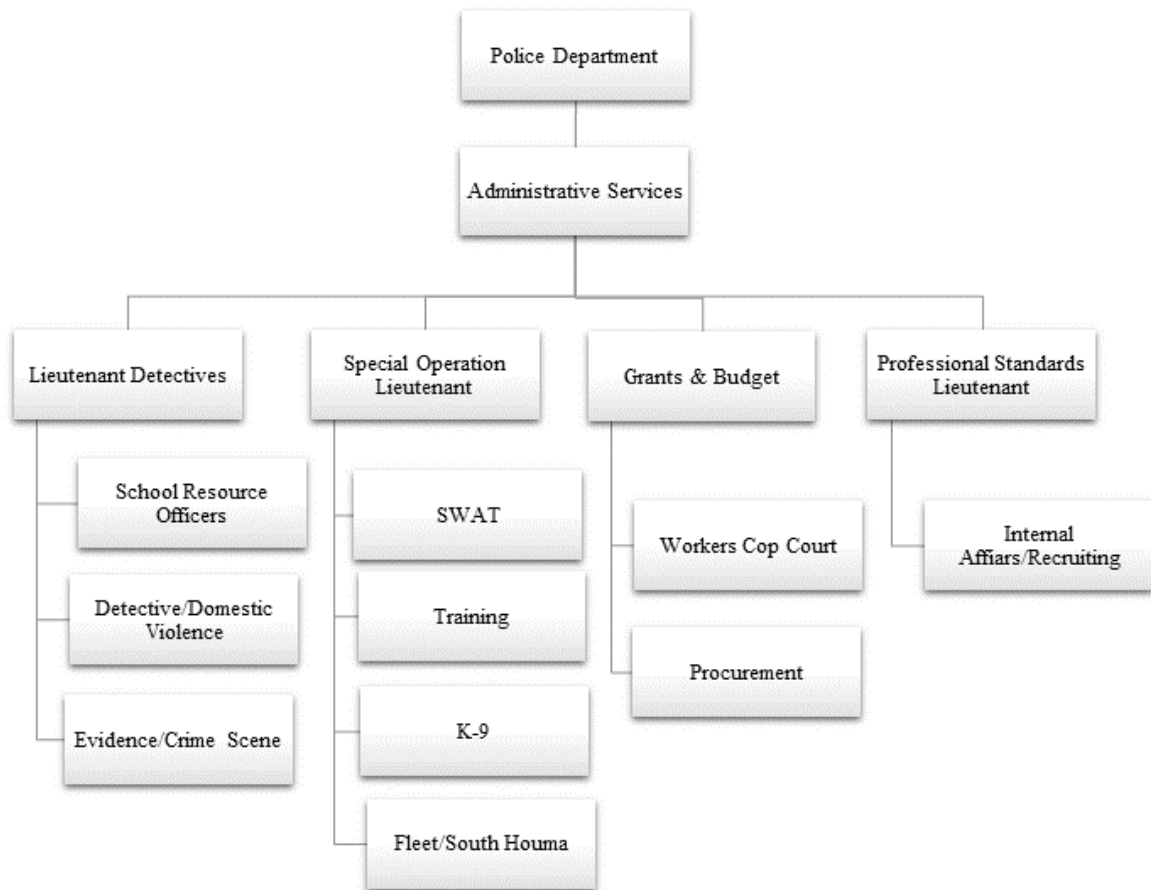 Police Department
Administrative Services
Lieutenant Detectives
School Resource
Officers
Detective/Domestic
Violence
Evidence/Crime Scene
Special Operation
Lieutenant
SWAT
Training
K-9
Fleet/South Houma
Grants & Budget
Workers Cop Court
Procurement
Professional Standards
Lieutenant
Internal
Affiars/Recruiting